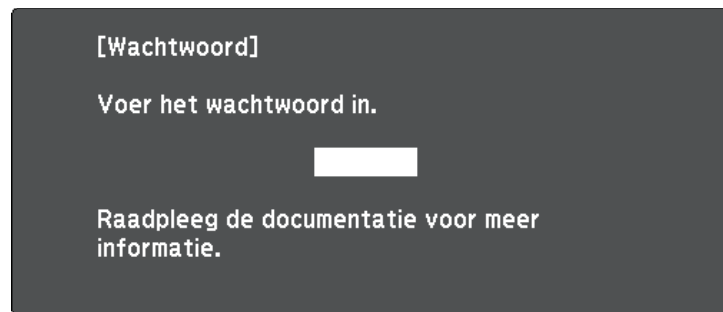 [Wachtwoord]
Voer het wachtwoord in.
Raadpleeg de documentatie voor meer
informatie.